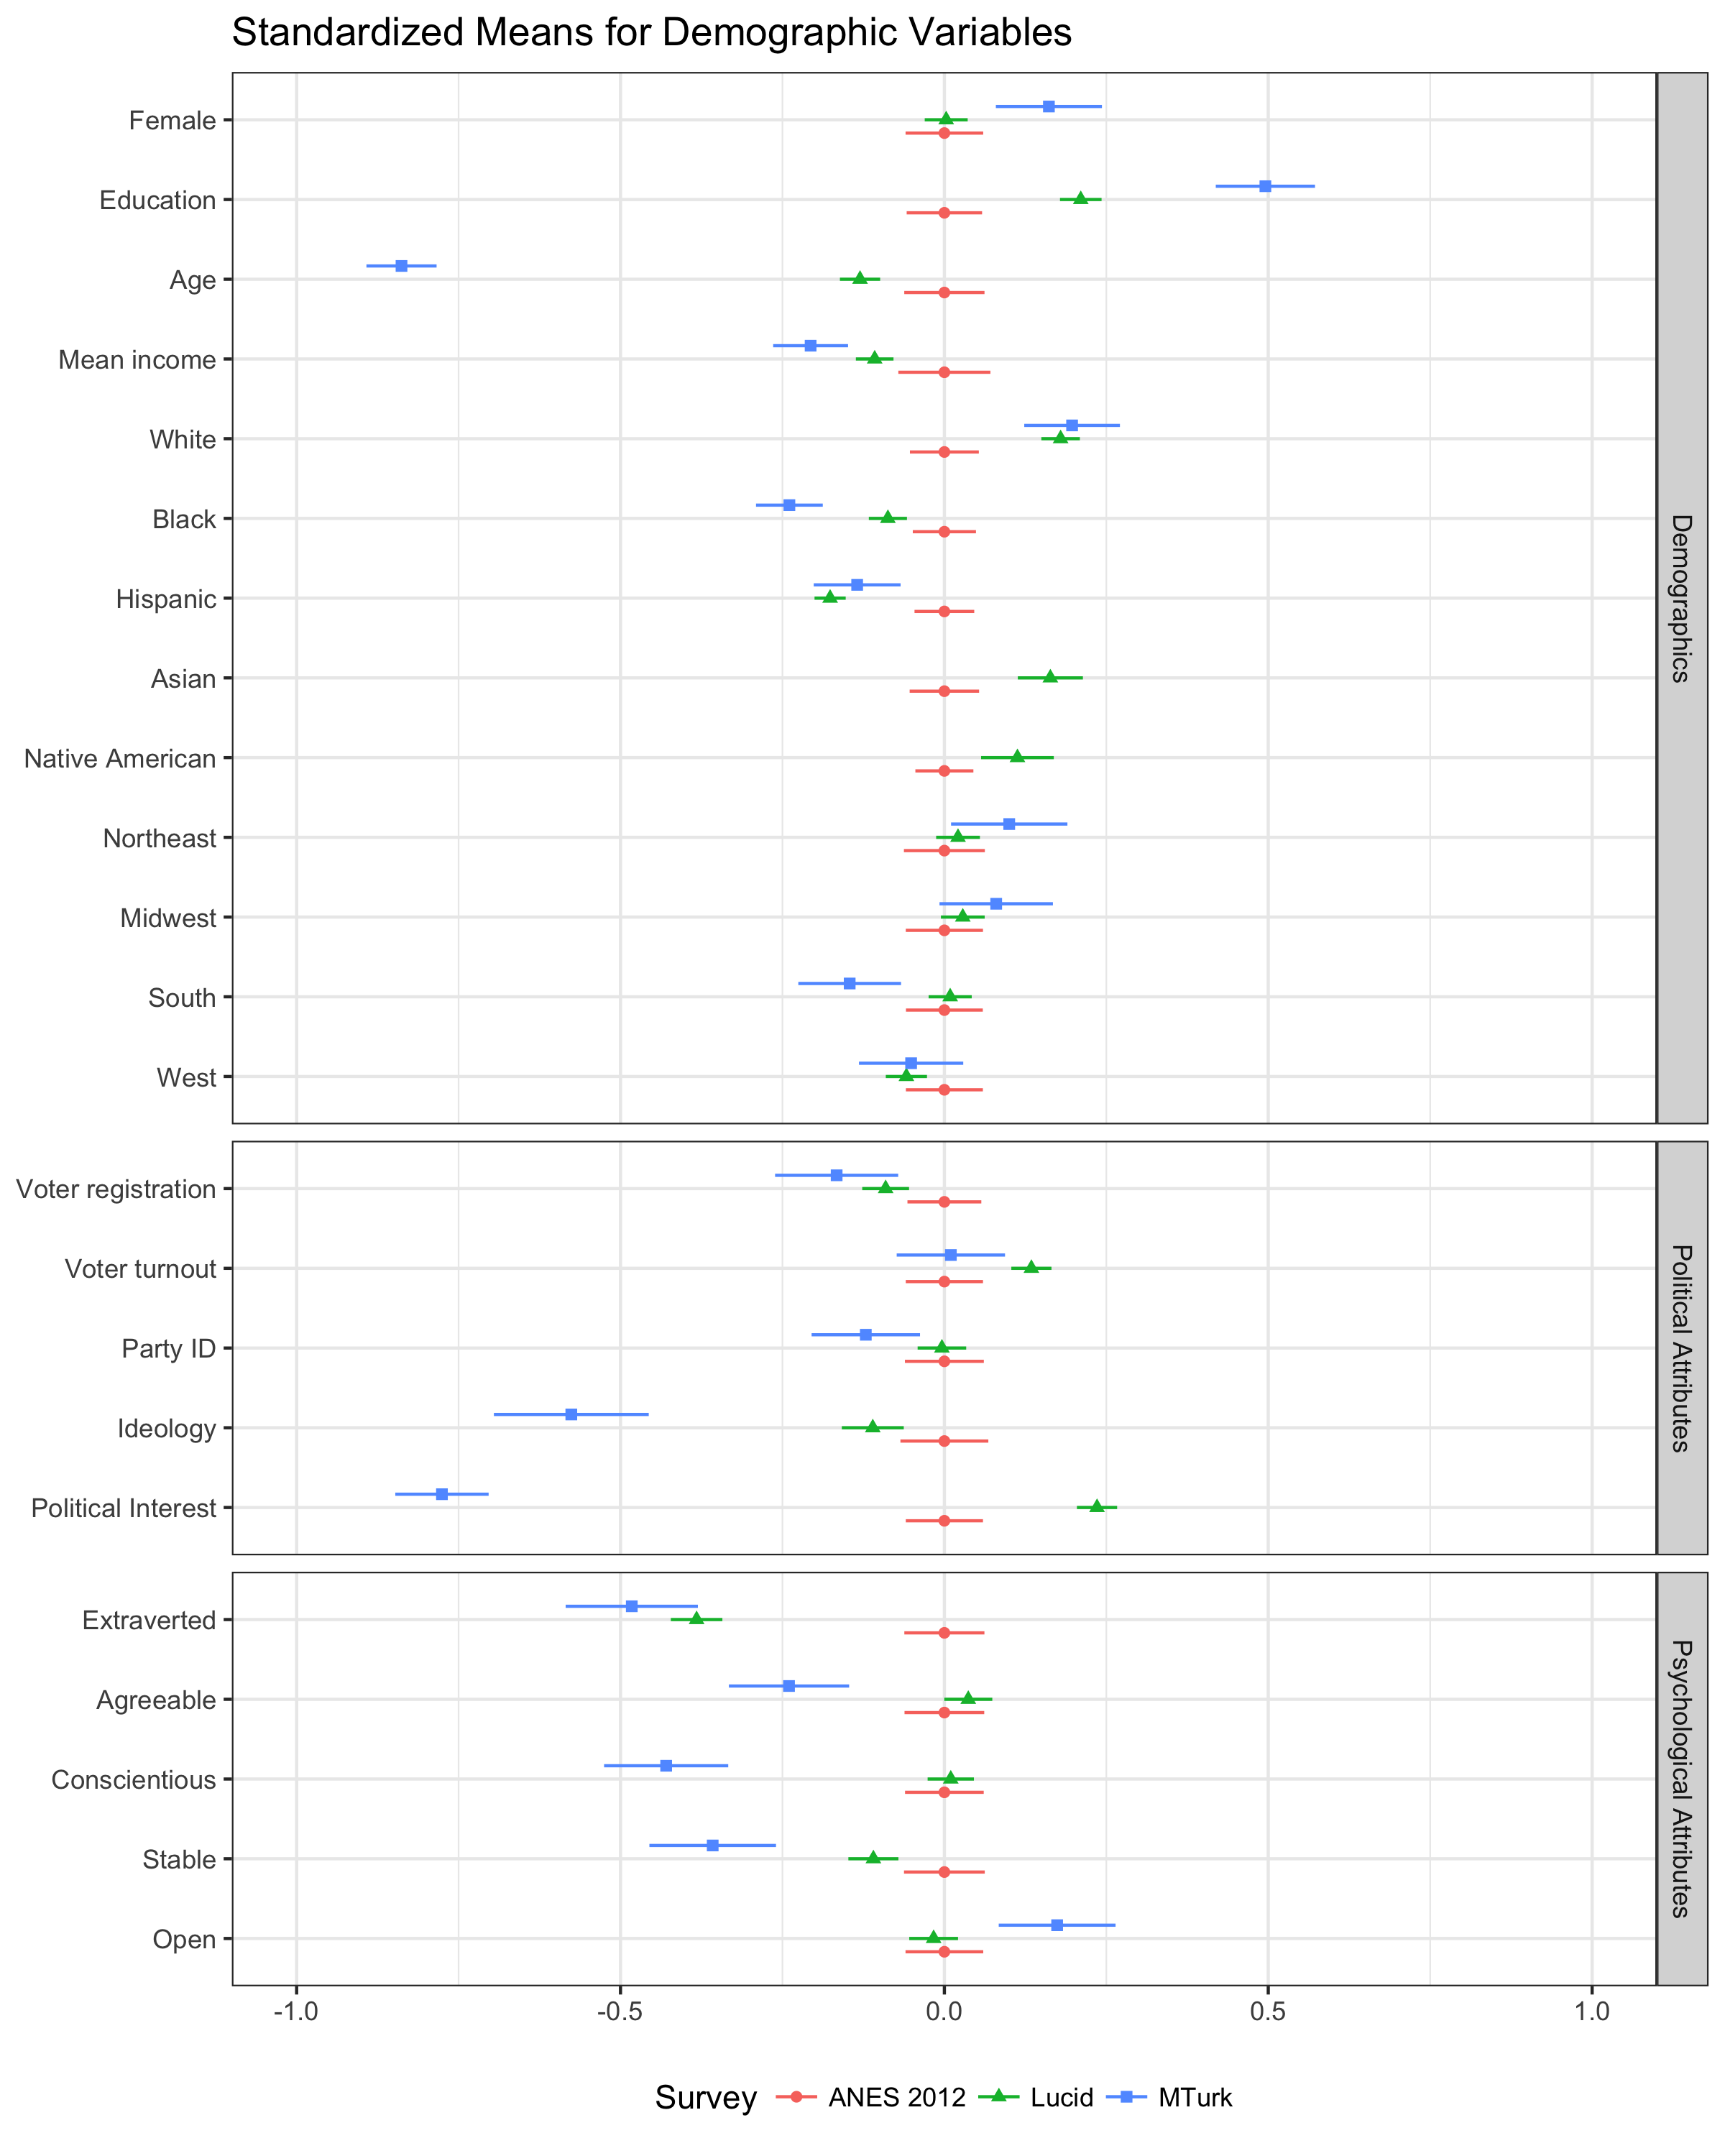 Standardized Means for Demographic Variables
Female
Education
Age
Mean income
White
Black
Hispanic
Asian
Native American
Northeast
Midwest
South
West
Demographics
Voter registration
Voter turnout
Party ID
Ideology
Political Interest
Political Attributes
Extraverted
Agreeable
Conscientious
Stable
Open
Psychological Attributes
-1.0 -0.5 0.0 0.5 1.0
Survey ANES 2012 Lucid MTurk